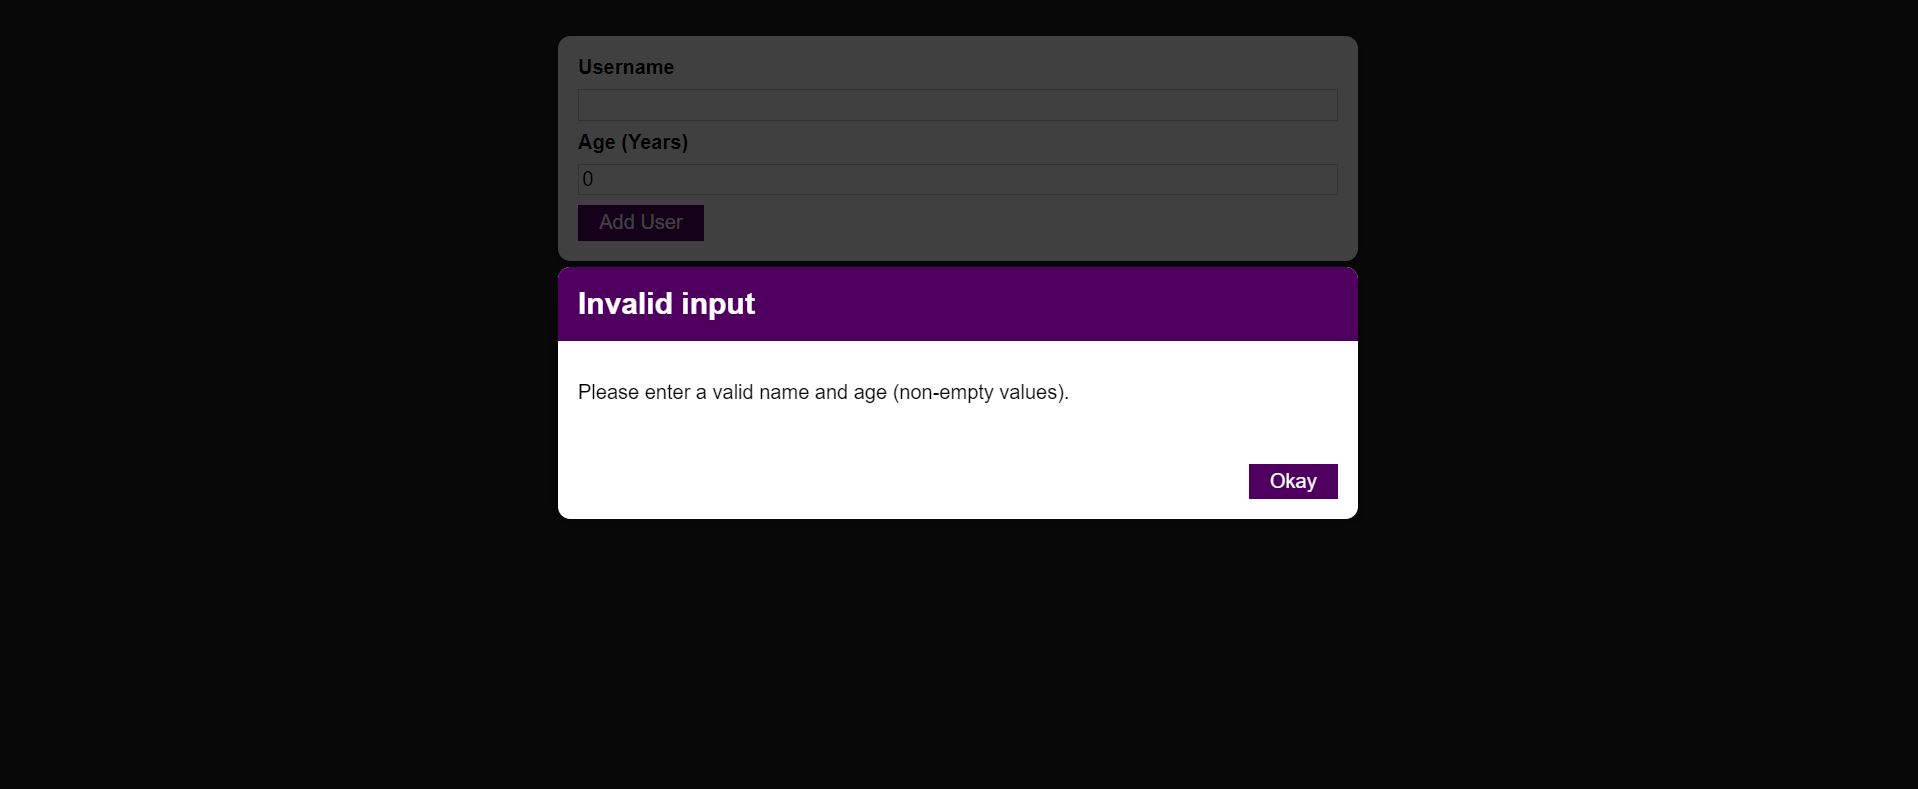 Username
Age (Years)
0
Add User
Invalid input
Please enter a valid name and age (non-empty values).
Okay